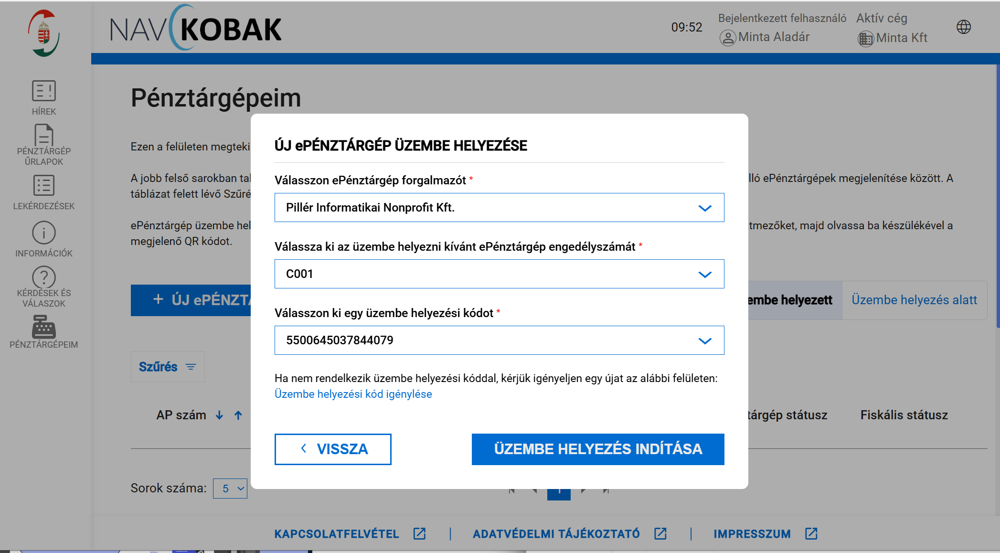 NAV KOBAK
09:52
Bejelentkezett felhasználó
Minta Aladár
Aktív cég
Minta Kft
HÍREK
PÉNZTÁRGÉP
ŰRLAPOK
LEKÉRDEZÉSEK
INFORMÁCIÓK
KÉRDÉSEK ÉS
VÁLASZOK
PÉNZTÁRGÉPEIM
Pénztárgépeim
Ezen a felületen megteki
A jobb felső sarokban tal
lló ePénztárgépek megjelenítése között. A
táblázat felett lévő Szűré
ePénztárgép üzembe hel
tmezőket, majd olvassa ba készülékével a
megjelenő QR kódot.
+ ÚJ ePÉNZTÁ
embe helyezett
Üzembe helyezés alatt
Szűrés
AP szám
tárgép státusz
Fiskális státusz
Sorok száma: 5
1
ÚJ ePÉNZTÁRGÉP ÜZEMBE HELYEZÉSE
Válasszon ePénztárgép forgalmazót *
Pillér Informatikai Nonprofit Kft.
Válassza ki az üzembe helyezni kívánt ePénztárgép engedélyszámát *
C001
Válasszon ki egy üzembe helyezési kódot *
5500645037844079
Ha nem rendelkezik üzembe helyezési kóddal, kérjük igényeljen egy újat az alábbi felületen:
Üzembe helyezési kód igénylése
VISSZA
ÜZEMBE HELYEZÉS INDÍTÁSA
KAPCSOLATFELVÉTEL | ADATVÉDELMI TÁJÉKOZTATÓ | IMPRESSZUM